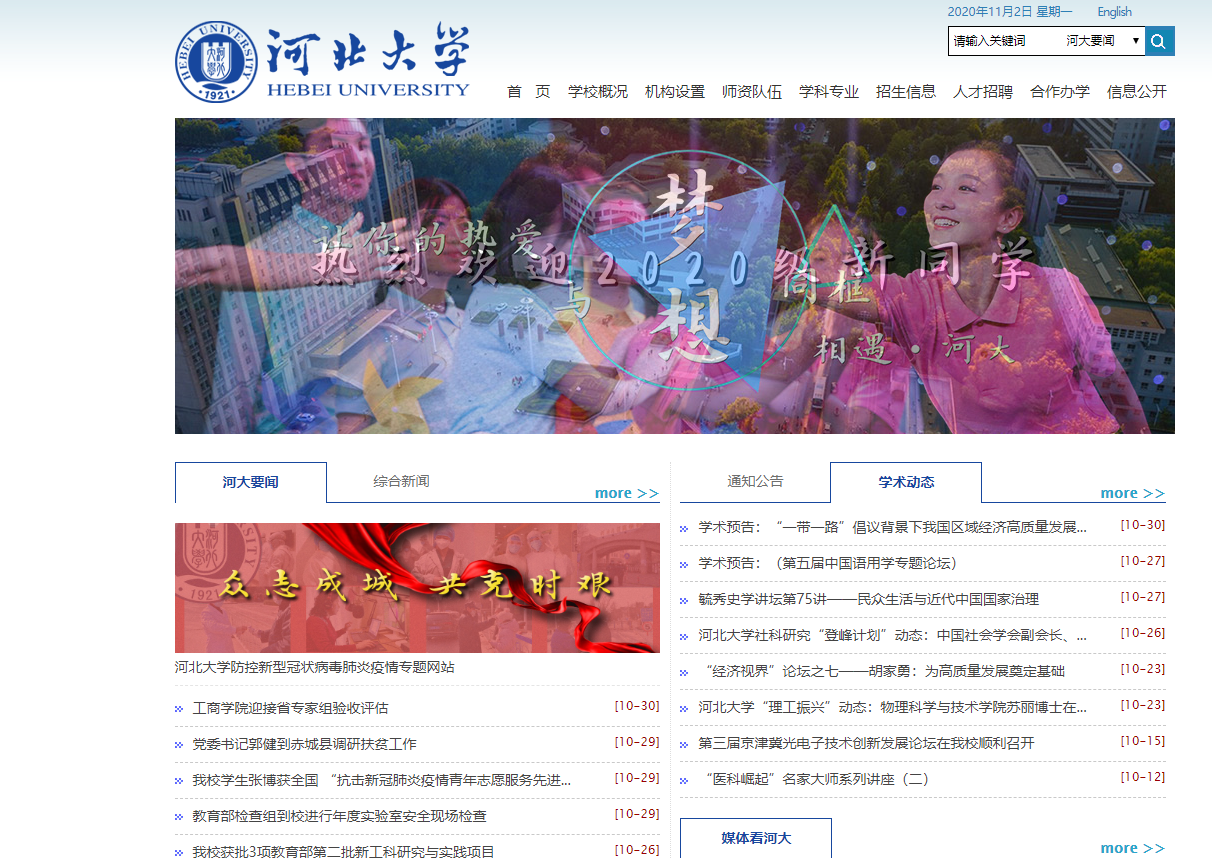 2020年11月2日 星期一 English
请输入关键词 河大要闻
HEBEI UNIVERSITY
1921
河北大学
HEBEI UNIVERSITY
首 页 学校概况 机构设置 师资队伍 学科专业 招生信息 人才招聘 合作办学 信息公开
让你的热爱
与
梦想
同框
热烈欢迎2020级新同学
相遇·河大
河大要闻 综合新闻 more >>
众志成城 共克时艰
河北大学防控新型冠状病毒肺炎疫情专题网站
工商学院迎接省专家组验收评估 [10-30]
党委书记郭健到赤城县调研扶贫工作 [10-29]
我校学生张博获全国 “抗击新冠肺炎疫情青年志愿服务先进... [10-29]
教育部检查组到校进行年度实验室安全现场检查 [10-29]
我校获批3项教育部第二批新工科研究与实践项目 [10-26]
通知公告 学术动态 more >>
学术预告：“一带一路”倡议背景下我国区域经济高质量发展... [10-30]
学术预告：（第五届中国语用学专题论坛） [10-27]
毓秀史学讲坛第75讲——民众生活与近代中国国家治理 [10-27]
河北大学社科研究“登峰计划”动态：中国社会学会副会长、... [10-26]
“经济视界”论坛之七——胡家勇：为高质量发展奠定基础 [10-23]
河北大学“理工振兴”动态：物理科学与技术学院苏丽博士在... [10-23]
第三届京津冀光电子技术创新发展论坛在我校顺利召开 [10-15]
“医科崛起”名家大师系列讲座（二） [10-12]
媒体看河大 more >>